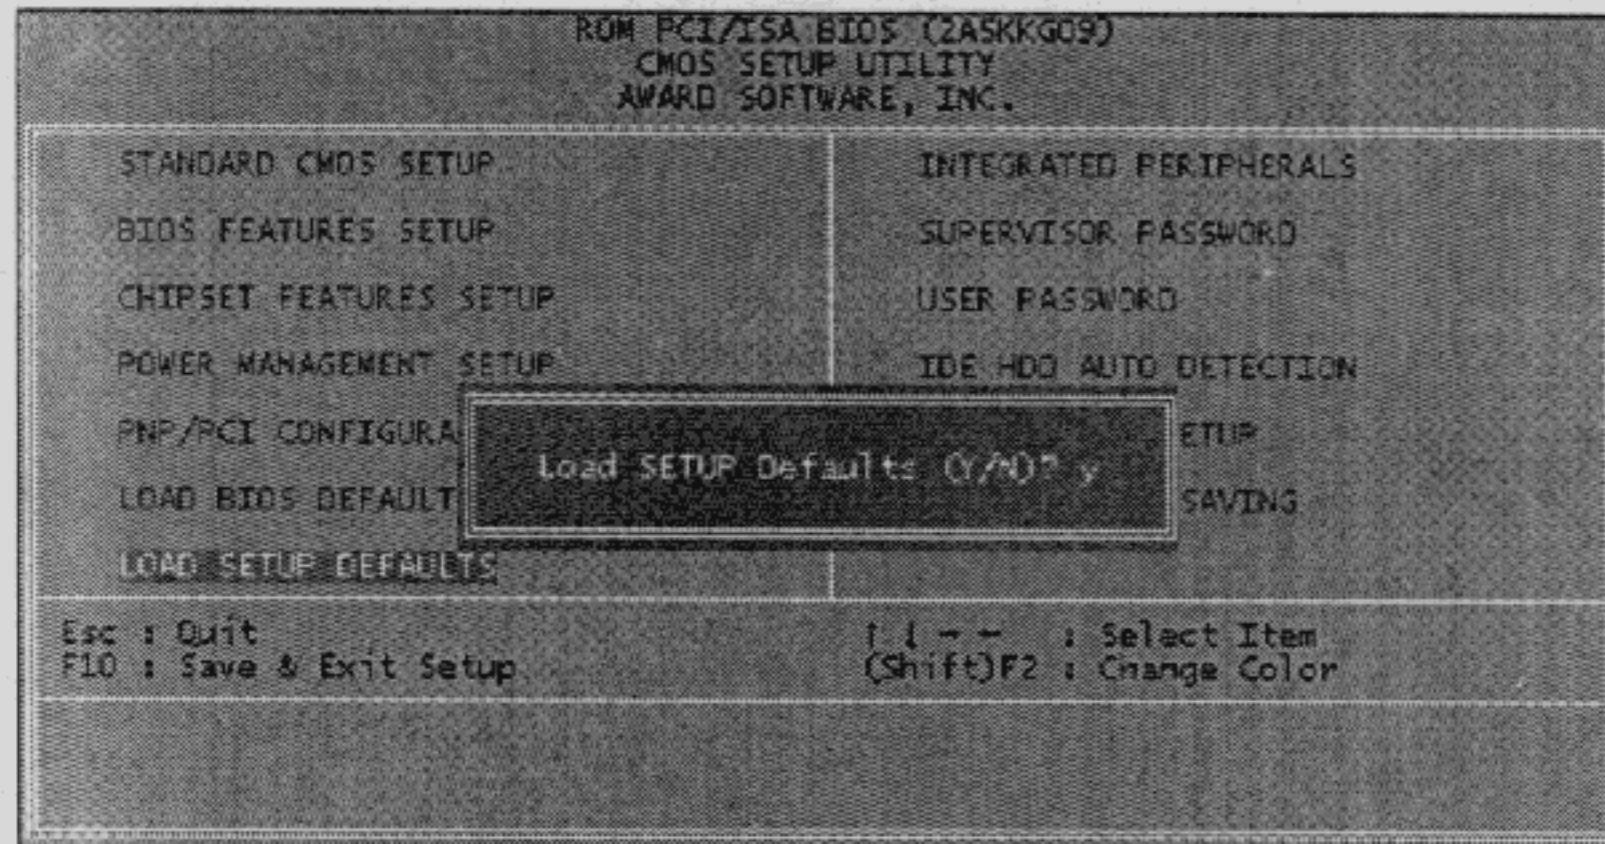 ROM PCI/ISA BIOS (2ASKKG09)
CMOS SETUP UTILITY
AWARD SOFTWARE, INC.
STANDARD CMOS SETUP
BIOS FEATURES SETUP
CHIPSET FEATURES SETUP
POWER MANAGEMENT SETUP
PNP/PCI CONFIGURA
LOAD BIOS DEFAULT
LOAD SETUP DEFAULTS
INTEGRATED PERIPHERALS
SUPERVISOR PASSWORD
USER PASSWORD
IDE HDD AUTO DETECTION
ETUP
SAVING
Load SETUP Defaults (Y/N)? y
Esc : Quit
F10 : Save & Exit Setup
↑ ↓ → ← : Select Item
(Shift)F2 : Change Color